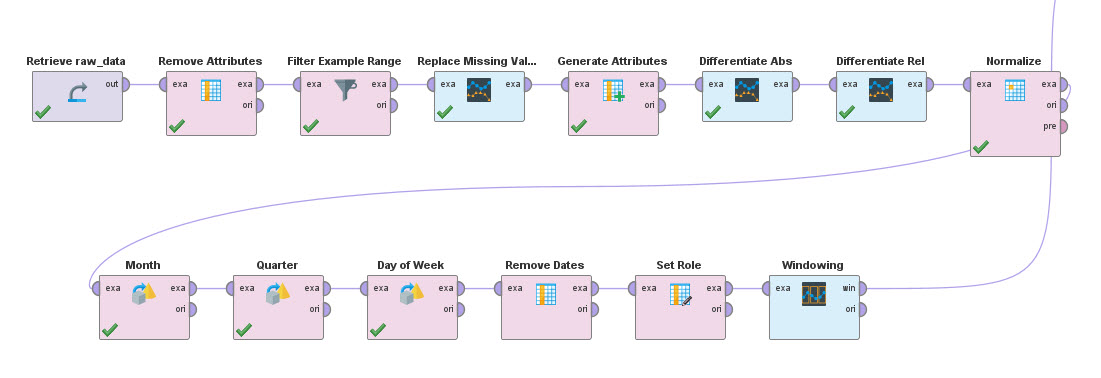 Retrieve raw_data
Remove Attributes
Filter Example Range
Replace Missing Val...
Generate Attributes
Differentiate Abs
Differentiate Rel
Normalize
out
exa exa
ori
exa exa
ori
exa exa
exa exa
ori
exa exa
exa exa
exa exa
ori
pre
Month
Quarter
Day of Week
Remove Dates
Set Role
Windowing
exa exa
ori
exa exa
ori
exa exa
ori
exa exa
ori
exa exa
ori
exa win
ori